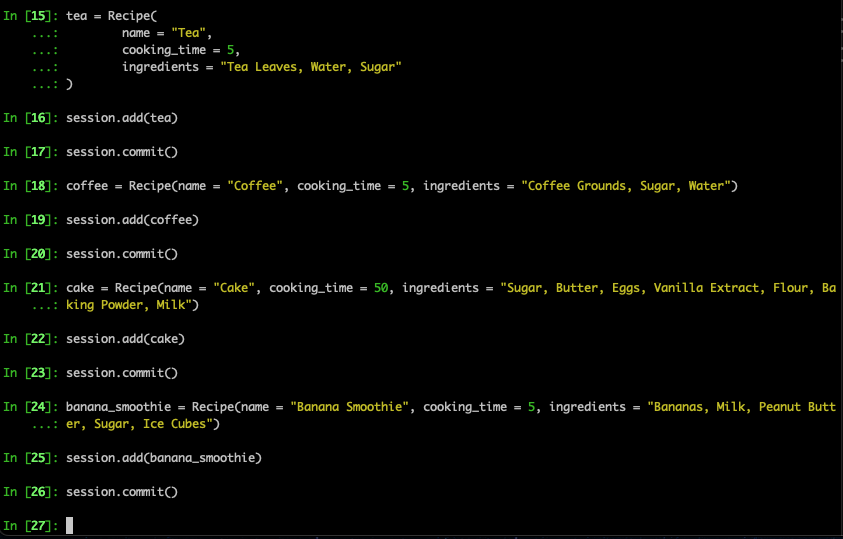 In [15]: tea = Recipe(
...: name = "Tea",
...: cooking_time = 5,
...: ingredients = "Tea Leaves, Water, Sugar"
...: )
In [16]: session.add(tea)
In [17]: session.commit()
In [18]: coffee = Recipe(name = "Coffee", cooking_time = 5, ingredients = "Coffee Grounds, Sugar, Water")
In [19]: session.add(coffee)
In [20]: session.commit()
In [21]: cake = Recipe(name = "Cake", cooking_time = 50, ingredients = "Sugar, Butter, Eggs, Vanilla Extract, Flour, Ba
...: king Powder, Milk")
In [22]: session.add(cake)
In [23]: session.commit()
In [24]: banana_smoothie = Recipe(name = "Banana Smoothie", cooking_time = 5, ingredients = "Bananas, Milk, Peanut Butt
...: er, Sugar, Ice Cubes")
In [25]: session.add(banana_smoothie)
In [26]: session.commit()
In [27]: